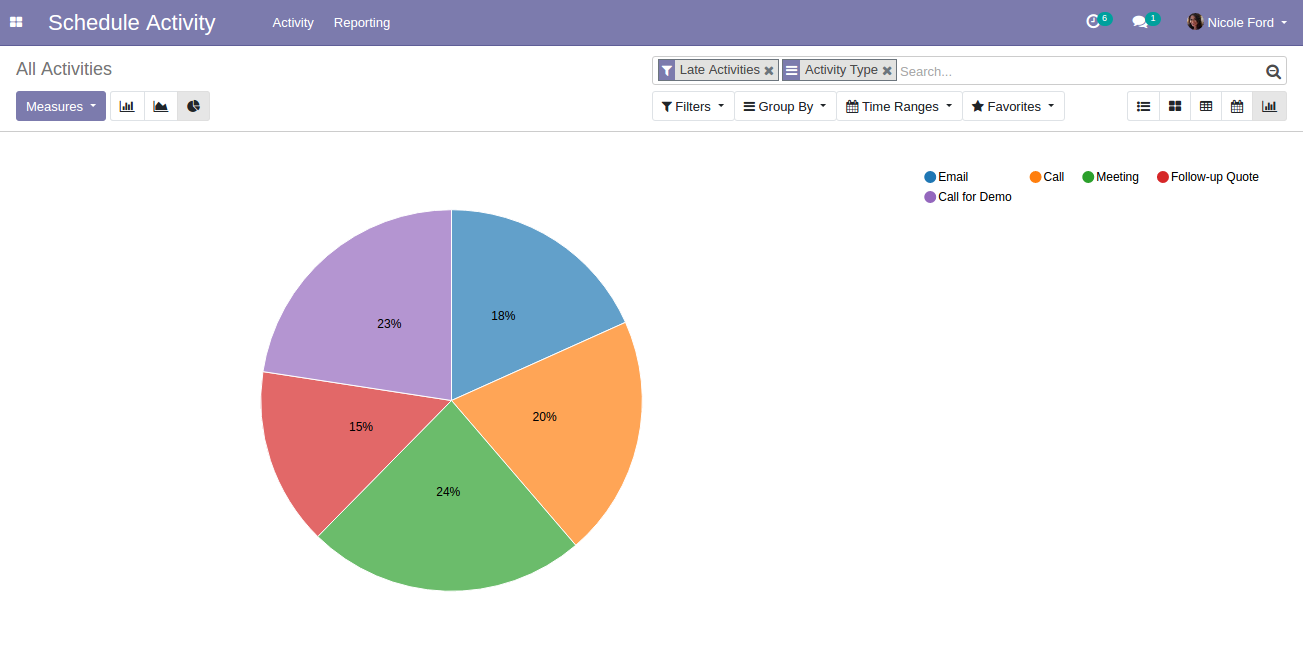 Schedule Activity Activity Reporting 6 1 Nicole Ford
All Activities Late Activities Activity Type Search...
Measures Filters Group By Time Ranges Favorites
Email Call Meeting Follow-up Quote
Call for Demo
18%
23%
20%
15%
24%